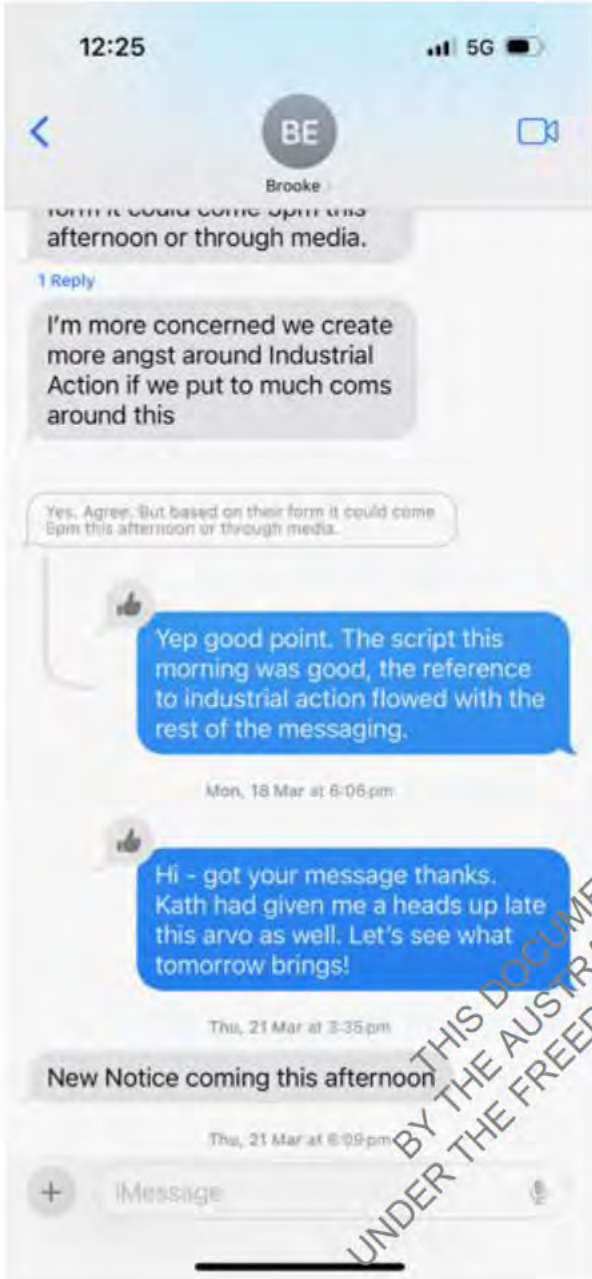 12:25
5G
BE
Brooke
form it could come 5pm this
afternoon or through media.
1 Reply
I'm more concerned we create
more angst around Industrial
Action if we put to much coms
around this
Yes. Agree. But based on their form it could come
5pm this afternoon or through media.
Yep good point. The script this
morning was good, the reference
to industrial action flowed with the
rest of the messaging.
Mon, 18 Mar at 6:06 pm
Hi - got your message thanks.
Kath had given me a heads up late
this arvo as well. Let's see what
tomorrow brings!
Thu, 21 Mar at 3:35 pm
New Notice coming this afternoon
Thu, 21 Mar at 6:09 pm
iMessage
THIS
BY THE
UNDER THE